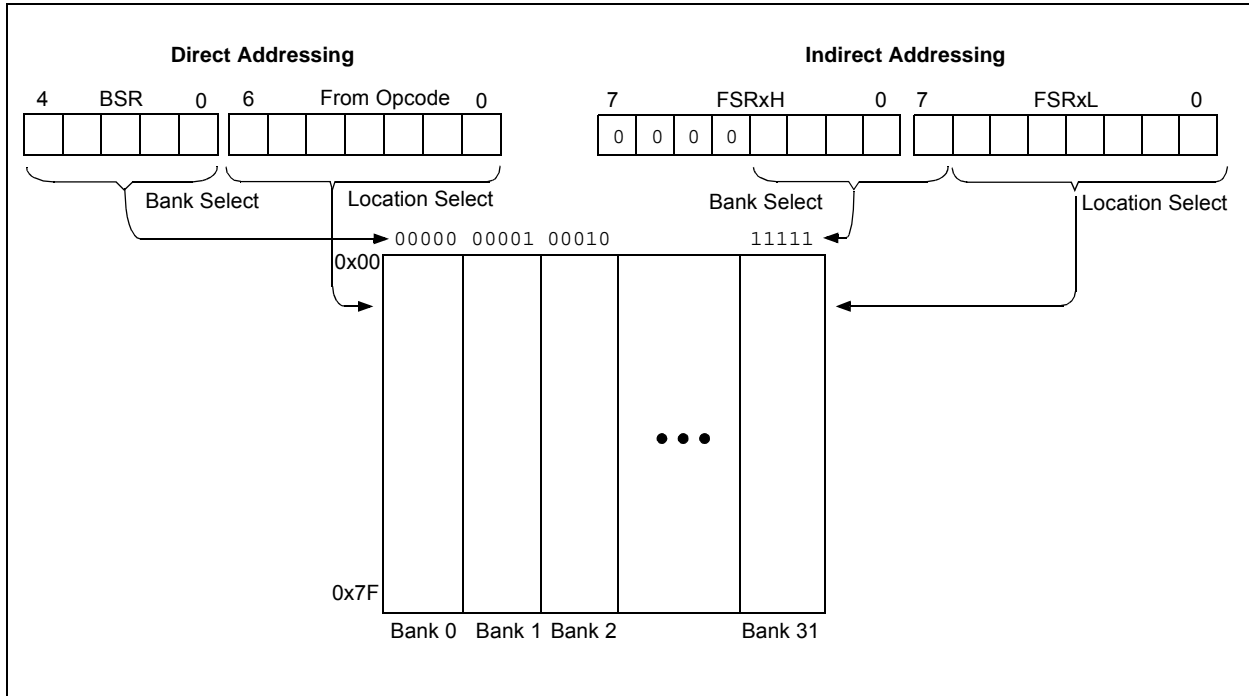 Direct Addressing
Indirect Addressing
4 BSR 0 6 From Opcode 0
7 FSRxH 0 7 FSRxL 0
0 0 0 0
Bank Select Location Select
Bank Select Location Select
00000 00001 00010 11111
0x00
0x7F
Bank 0 Bank 1 Bank 2 Bank 31